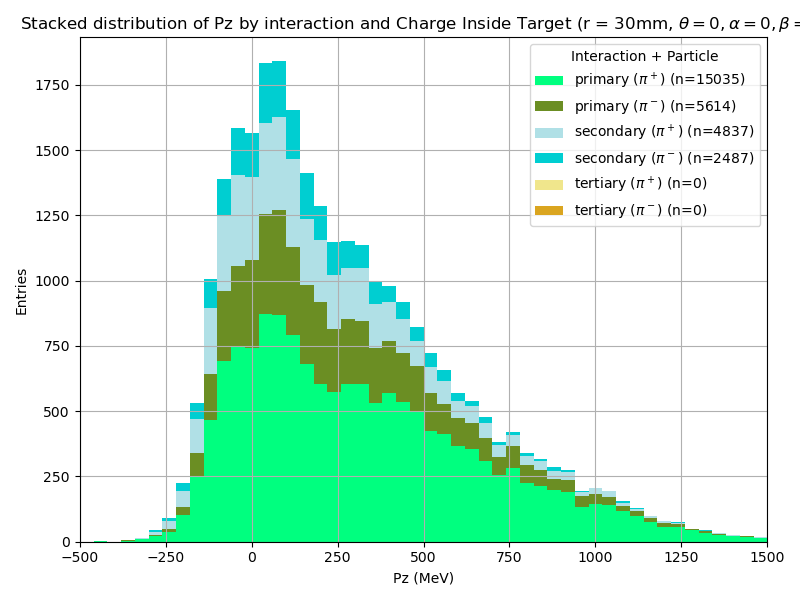 Stacked distribution of Pz by interaction and Charge Inside Target (r = 30mm, θ = 0, α = 0, β =
Interaction + Particle
primary (π⁺) (n=15035)
primary (π⁻) (n=5614)
secondary (π⁺) (n=4837)
secondary (π⁻) (n=2487)
tertiary (π⁺) (n=0)
tertiary (π⁻) (n=0)
1750
1500
1250
1000
750
500
250
0
Entries
−500 −250 0 250 500 750 1000 1250 1500
Pz (MeV)